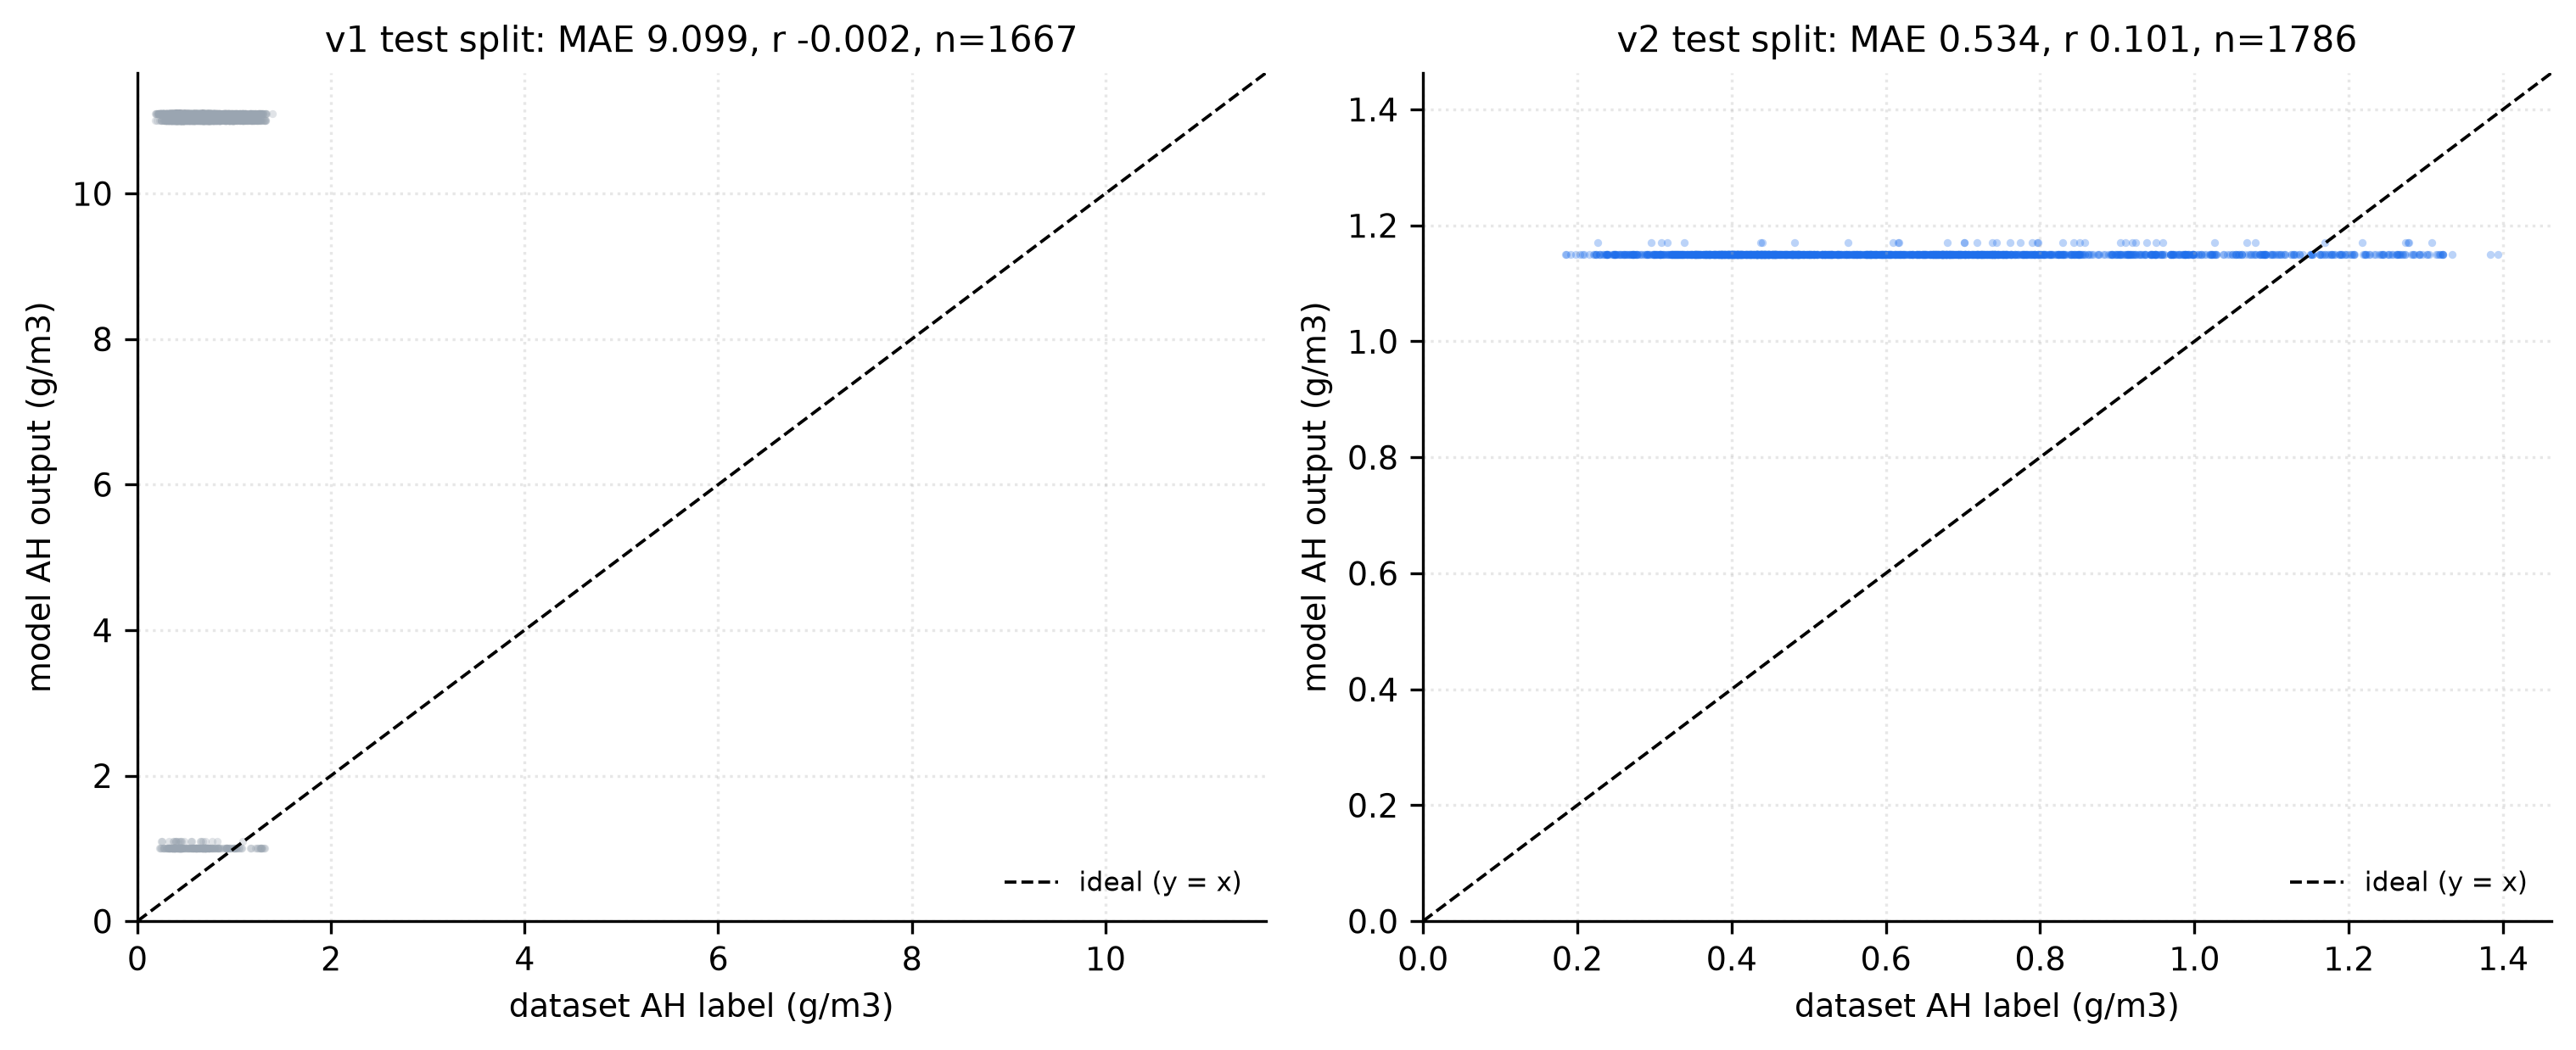 v1 test split: MAE 9.099, r -0.002, n=1667
model AH output (g/m3)
10
8
6
4
2
0
0 2 4 6 8 10
dataset AH label (g/m3)
ideal (y = x)
v2 test split: MAE 0.534, r 0.101, n=1786
model AH output (g/m3)
1.4
1.2
1.0
0.8
0.6
0.4
0.2
0.0
0.0 0.2 0.4 0.6 0.8 1.0 1.2 1.4
dataset AH label (g/m3)
ideal (y = x)